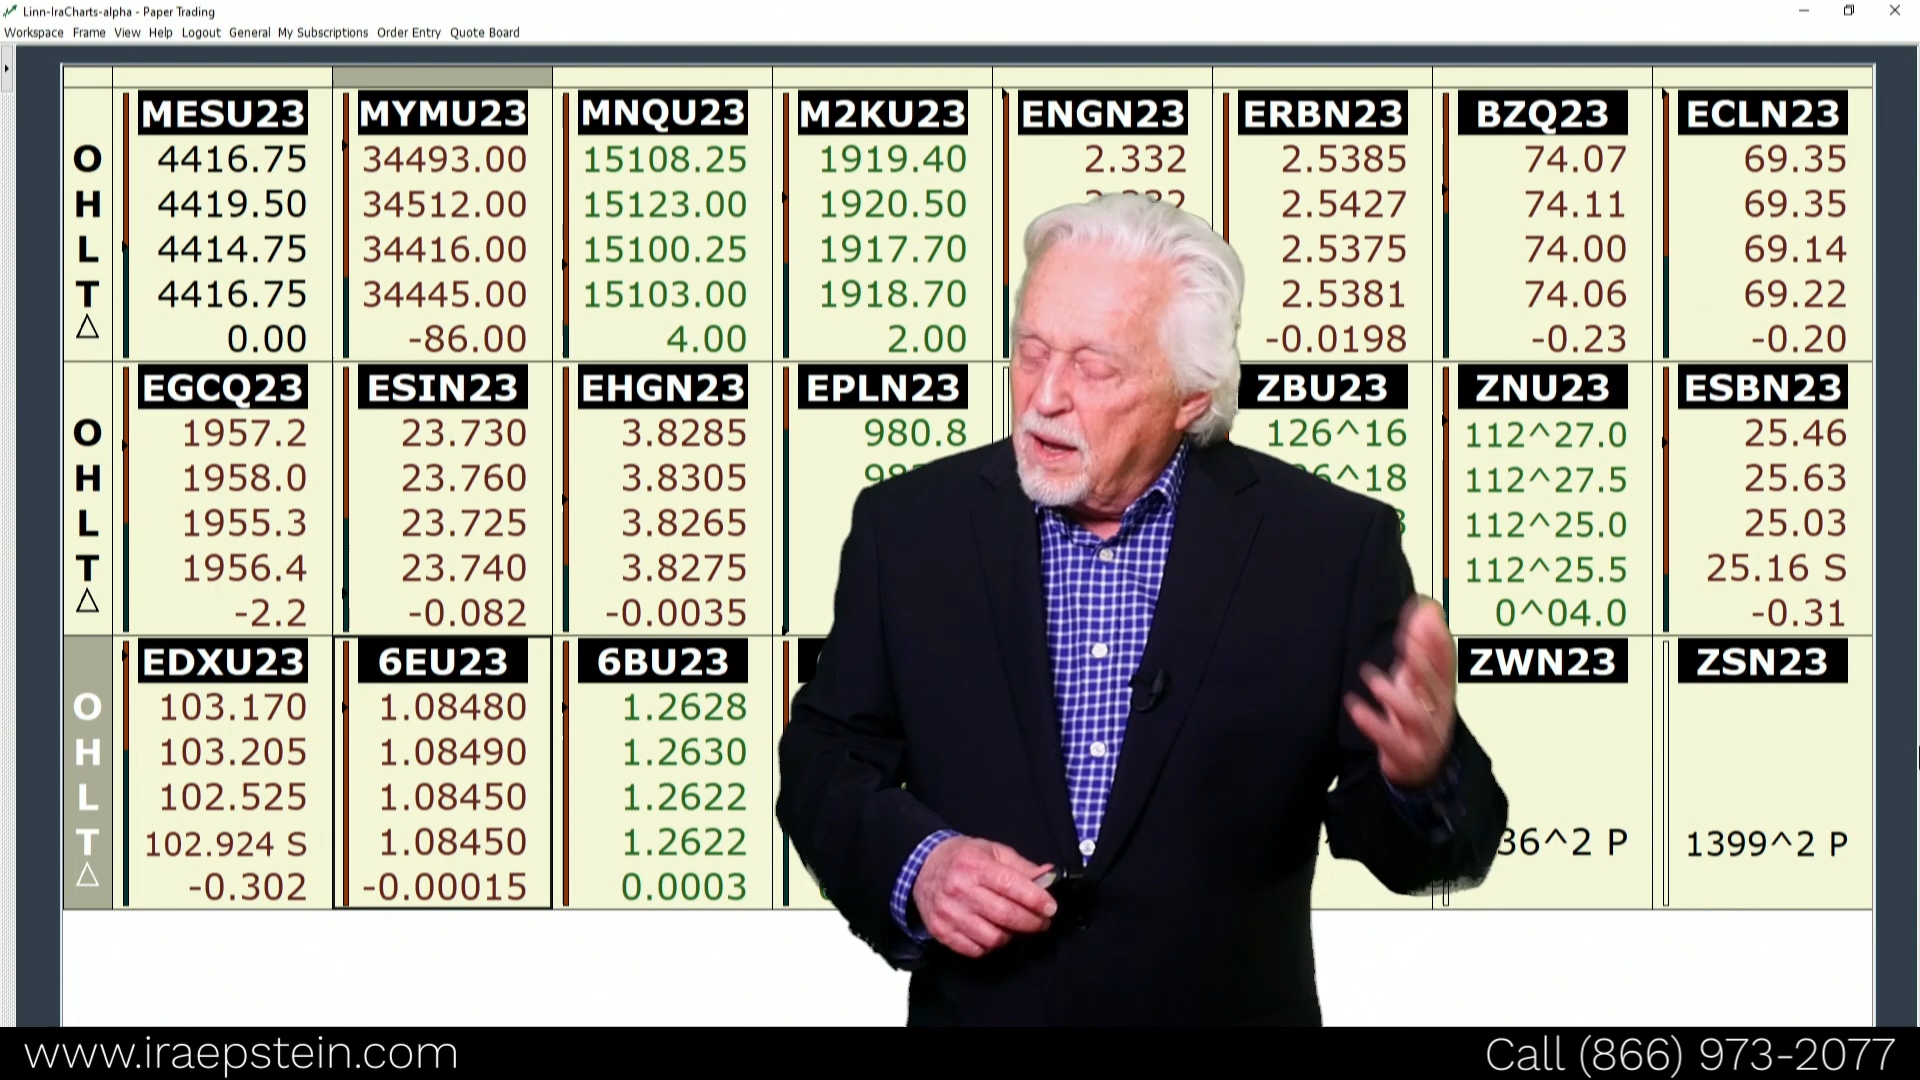 Linn-IraCharts-alpha - Paper Trading
Workspace Frame View Help Logout General My Subscriptions Order Entry Quote Board
MESU23 MYMU23 MNQU23 M2KU23 ENGN23 ERBN23 BZQ23 ECLN23
O 4416.75 34493.00 15108.25 1919.40 2.332 2.5385 74.07 69.35
H 4419.50 34512.00 15123.00 1920.50 2.5427 74.11 69.35
L 4414.75 34416.00 15100.25 1917.70 2.5375 74.00 69.14
T 4416.75 34445.00 15103.00 1918.70 2.5381 74.06 69.22
△ 0.00 -86.00 4.00 2.00 -0.0198 -0.23 -0.20
EGCQ23 ESIN23 EHGN23 EPLN23 ZBU23 ZNU23 ESBN23
O 1957.2 23.730 3.8285 980.8 126^16 112^27.0 25.46
H 1958.0 23.760 3.8305 ^18 112^27.5 25.63
L 1955.3 23.725 3.8265 112^25.0 25.03
T 1956.4 23.740 3.8275 112^25.5 25.16 S
△ -2.2 -0.082 -0.0035 0^04.0 -0.31
EDXU23 6EU23 6BU23 ZWN23 ZSN23
O 103.170 1.08480 1.2628
H 103.205 1.08490 1.2630
L 102.525 1.08450 1.2622
T 102.924 S 1.08450 1.2622 36^2 P 1399^2 P
△ -0.302 -0.00015 0.0003
www.iraepstein.com Call (866) 973-2077